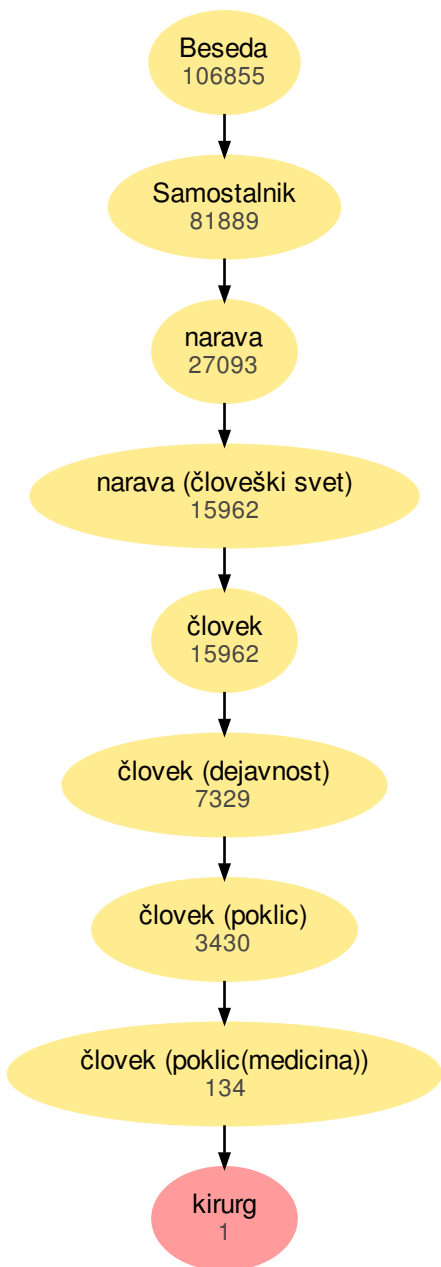 Beseda
106855
Samostalnik
81889
narava
27093
narava (človeški svet)
15962
človek
15962
človek (dejavnost)
7329
človek (poklic)
3430
človek (poklic(medicina))
134
kirurg
1